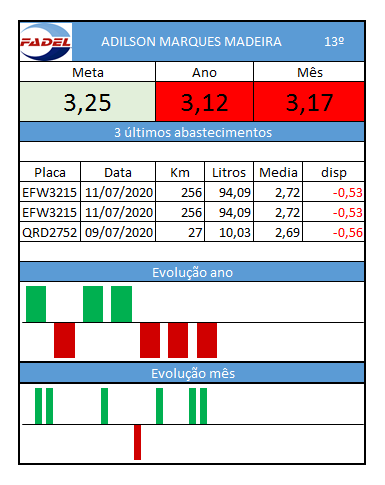 FADEL
ADILSON MARQUES MADEIRA 13º
Meta Ano Mês
3,25 3,12 3,17
3 últimos abastecimentos
Placa Data Km Litros Media disp
EFW3215 11/07/2020 256 94,09 2,72 -0,53
EFW3215 11/07/2020 256 94,09 2,72 -0,53
QRD2752 09/07/2020 27 10,03 2,69 -0,56
Evolução ano
Evolução mês